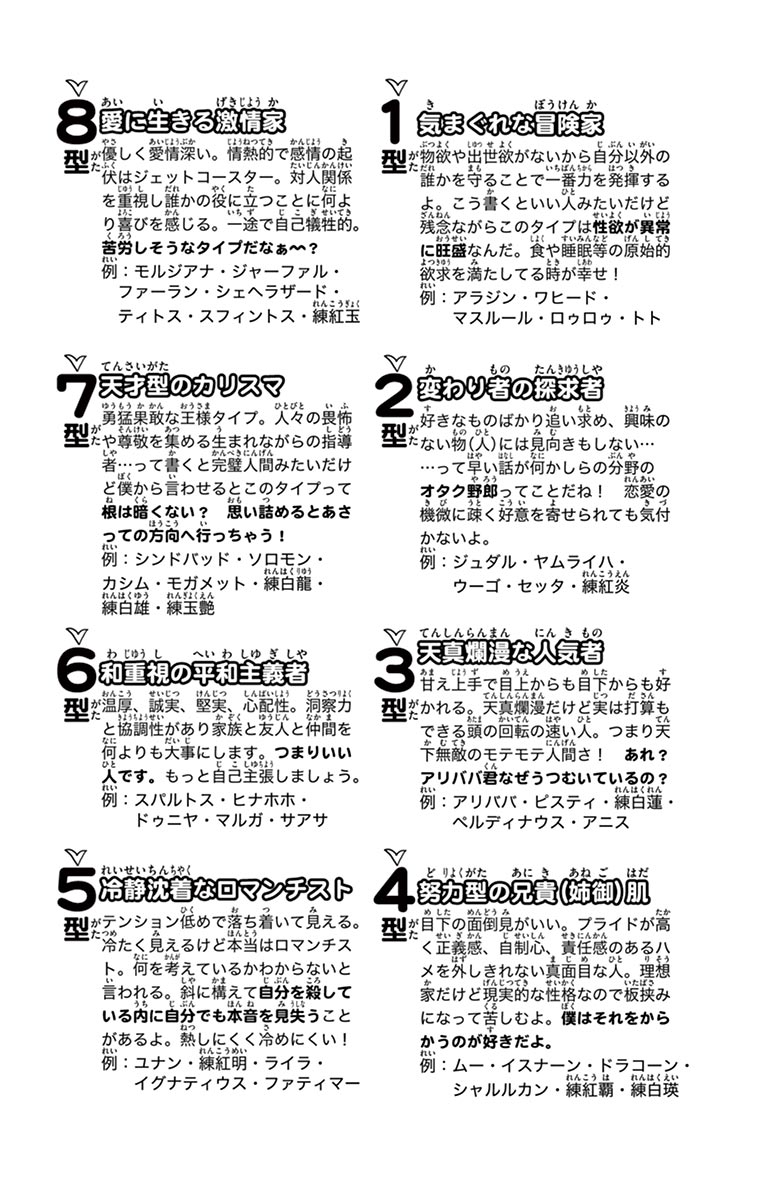 1型 気まぐれな冒険家
物欲や出世欲がないから自分以外の
誰かを守ることで一番力を発揮する
よ。こう書くといい人みたいだけど
残念ながらこのタイプは性欲が異常
に旺盛なんだ。食や睡眠等の原始的
欲求を満たしてる時が幸せ！
例：アラジン・ワヒード・
マスルール・ロゥロゥ・トト
2型 変わり者の探求者
好きなものばかり追い求め、興味の
ない物（人）には見向きもしない…
…って早い話が何かしらの分野の
オタク野郎ってことだね！　恋愛の
機微に疎く好意を寄せられても気付
かないよ。
例：ジュダル・ヤムライハ・
ウーゴ・セッタ・練紅炎
3型 天真爛漫な人気者
甘え上手で目上からも目下からも好
かれる。天真爛漫だけど実は打算も
できる頭の回転の速い人。つまり天
下無敵のモテモテ人間さ！　あれ？
アリババ君なぜうつむいているの？
例：アリババ・ピスティ・練白蓮・
ペルディナウス・アニス
4型 努力型の兄貴（姉御）肌
目下の面倒見がいい。プライドが高
く正義感、自制心、責任感のあるハ
メを外しきれない真面目な人。理想
家だけど現実的な性格なので板挟み
になって苦しむよ。僕はそれをから
かうのが好きだよ。
例：ムー・イスナーン・ドラコーン・
シャルルカン・練紅覇・練白瑛
5型 冷静沈着なロマンチスト
テンション低めで落ち着いて見える。
冷たく見えるけど本当はロマンチス
ト。何を考えているかわからないと
言われる。斜に構えて自分を殺して
いる内に自分でも本音を見失うこと
があるよ。熱しにくく冷めにくい！
例：ユナン・練紅明・ライラ・
イグナティウス・ファティマー
6型 和重視の平和主義者
温厚、誠実、堅実、心配性。洞察力
と協調性があり家族と友人と仲間を
何よりも大事にします。つまりいい
人です。もっと自己主張しましょう。
例：スパルトス・ヒナホホ・
ドゥニヤ・マルガ・サアサ
7型 天才型のカリスマ
勇猛果敢な王様タイプ。人々の畏怖
や尊敬を集める生まれながらの指導
者…って書くと完璧人間みたいだけ
ど僕から言わせるとこのタイプって
根は暗くない？　思い詰めるとあさ
っての方向へ行っちゃう！
例：シンドバッド・ソロモン・
カシム・モガメット・練白龍・
練白雄・練玉艶
8型 愛に生きる激情家
優しく愛情深い。情熱的で感情の起
伏はジェットコースター。対人関係
を重視し誰かの役に立つことに何よ
り喜びを感じる。一途で自己犠牲的。
苦労しそうなタイプだなぁ〜？
例：モルジアナ・ジャーファル・
ファーラン・シェヘラザード・
ティトス・スフィントス・練紅玉